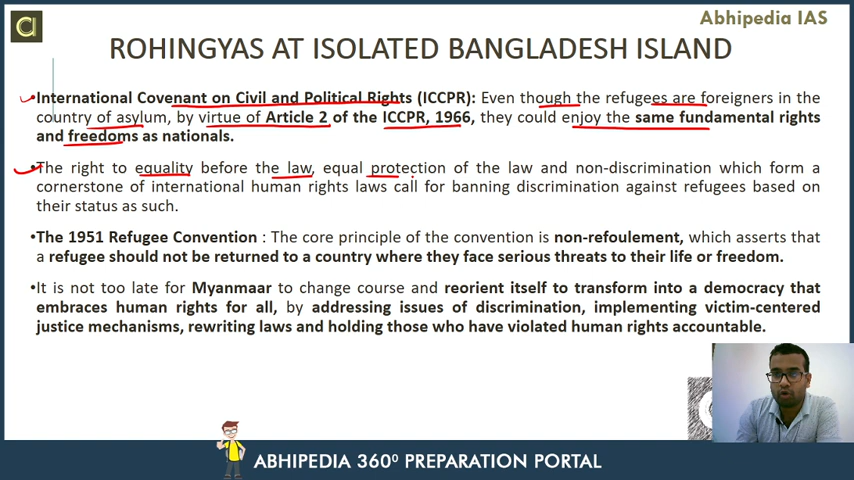 Abhipedia IAS
ROHINGYAS AT ISOLATED BANGLADESH ISLAND
•International Covenant on Civil and Political Rights (ICCPR): Even though the refugees are foreigners in the
country of asylum, by virtue of Article 2 of the ICCPR, 1966, they could enjoy the same fundamental rights
and freedoms as nationals.
•The right to equality before the law, equal protection of the law and non-discrimination which form a
cornerstone of international human rights laws call for banning discrimination against refugees based on
their status as such.
•The 1951 Refugee Convention : The core principle of the convention is non-refoulement, which asserts that
a refugee should not be returned to a country where they face serious threats to their life or freedom.
•It is not too late for Myanmar to change course and reorient itself to transform into a democracy that
embraces human rights for all, by addressing issues of discrimination, implementing victim-centered
justice mechanisms, rewriting laws and holding those who have violated human rights accountable.
ABHIPEDIA 360⁰ PREPARATION PORTAL